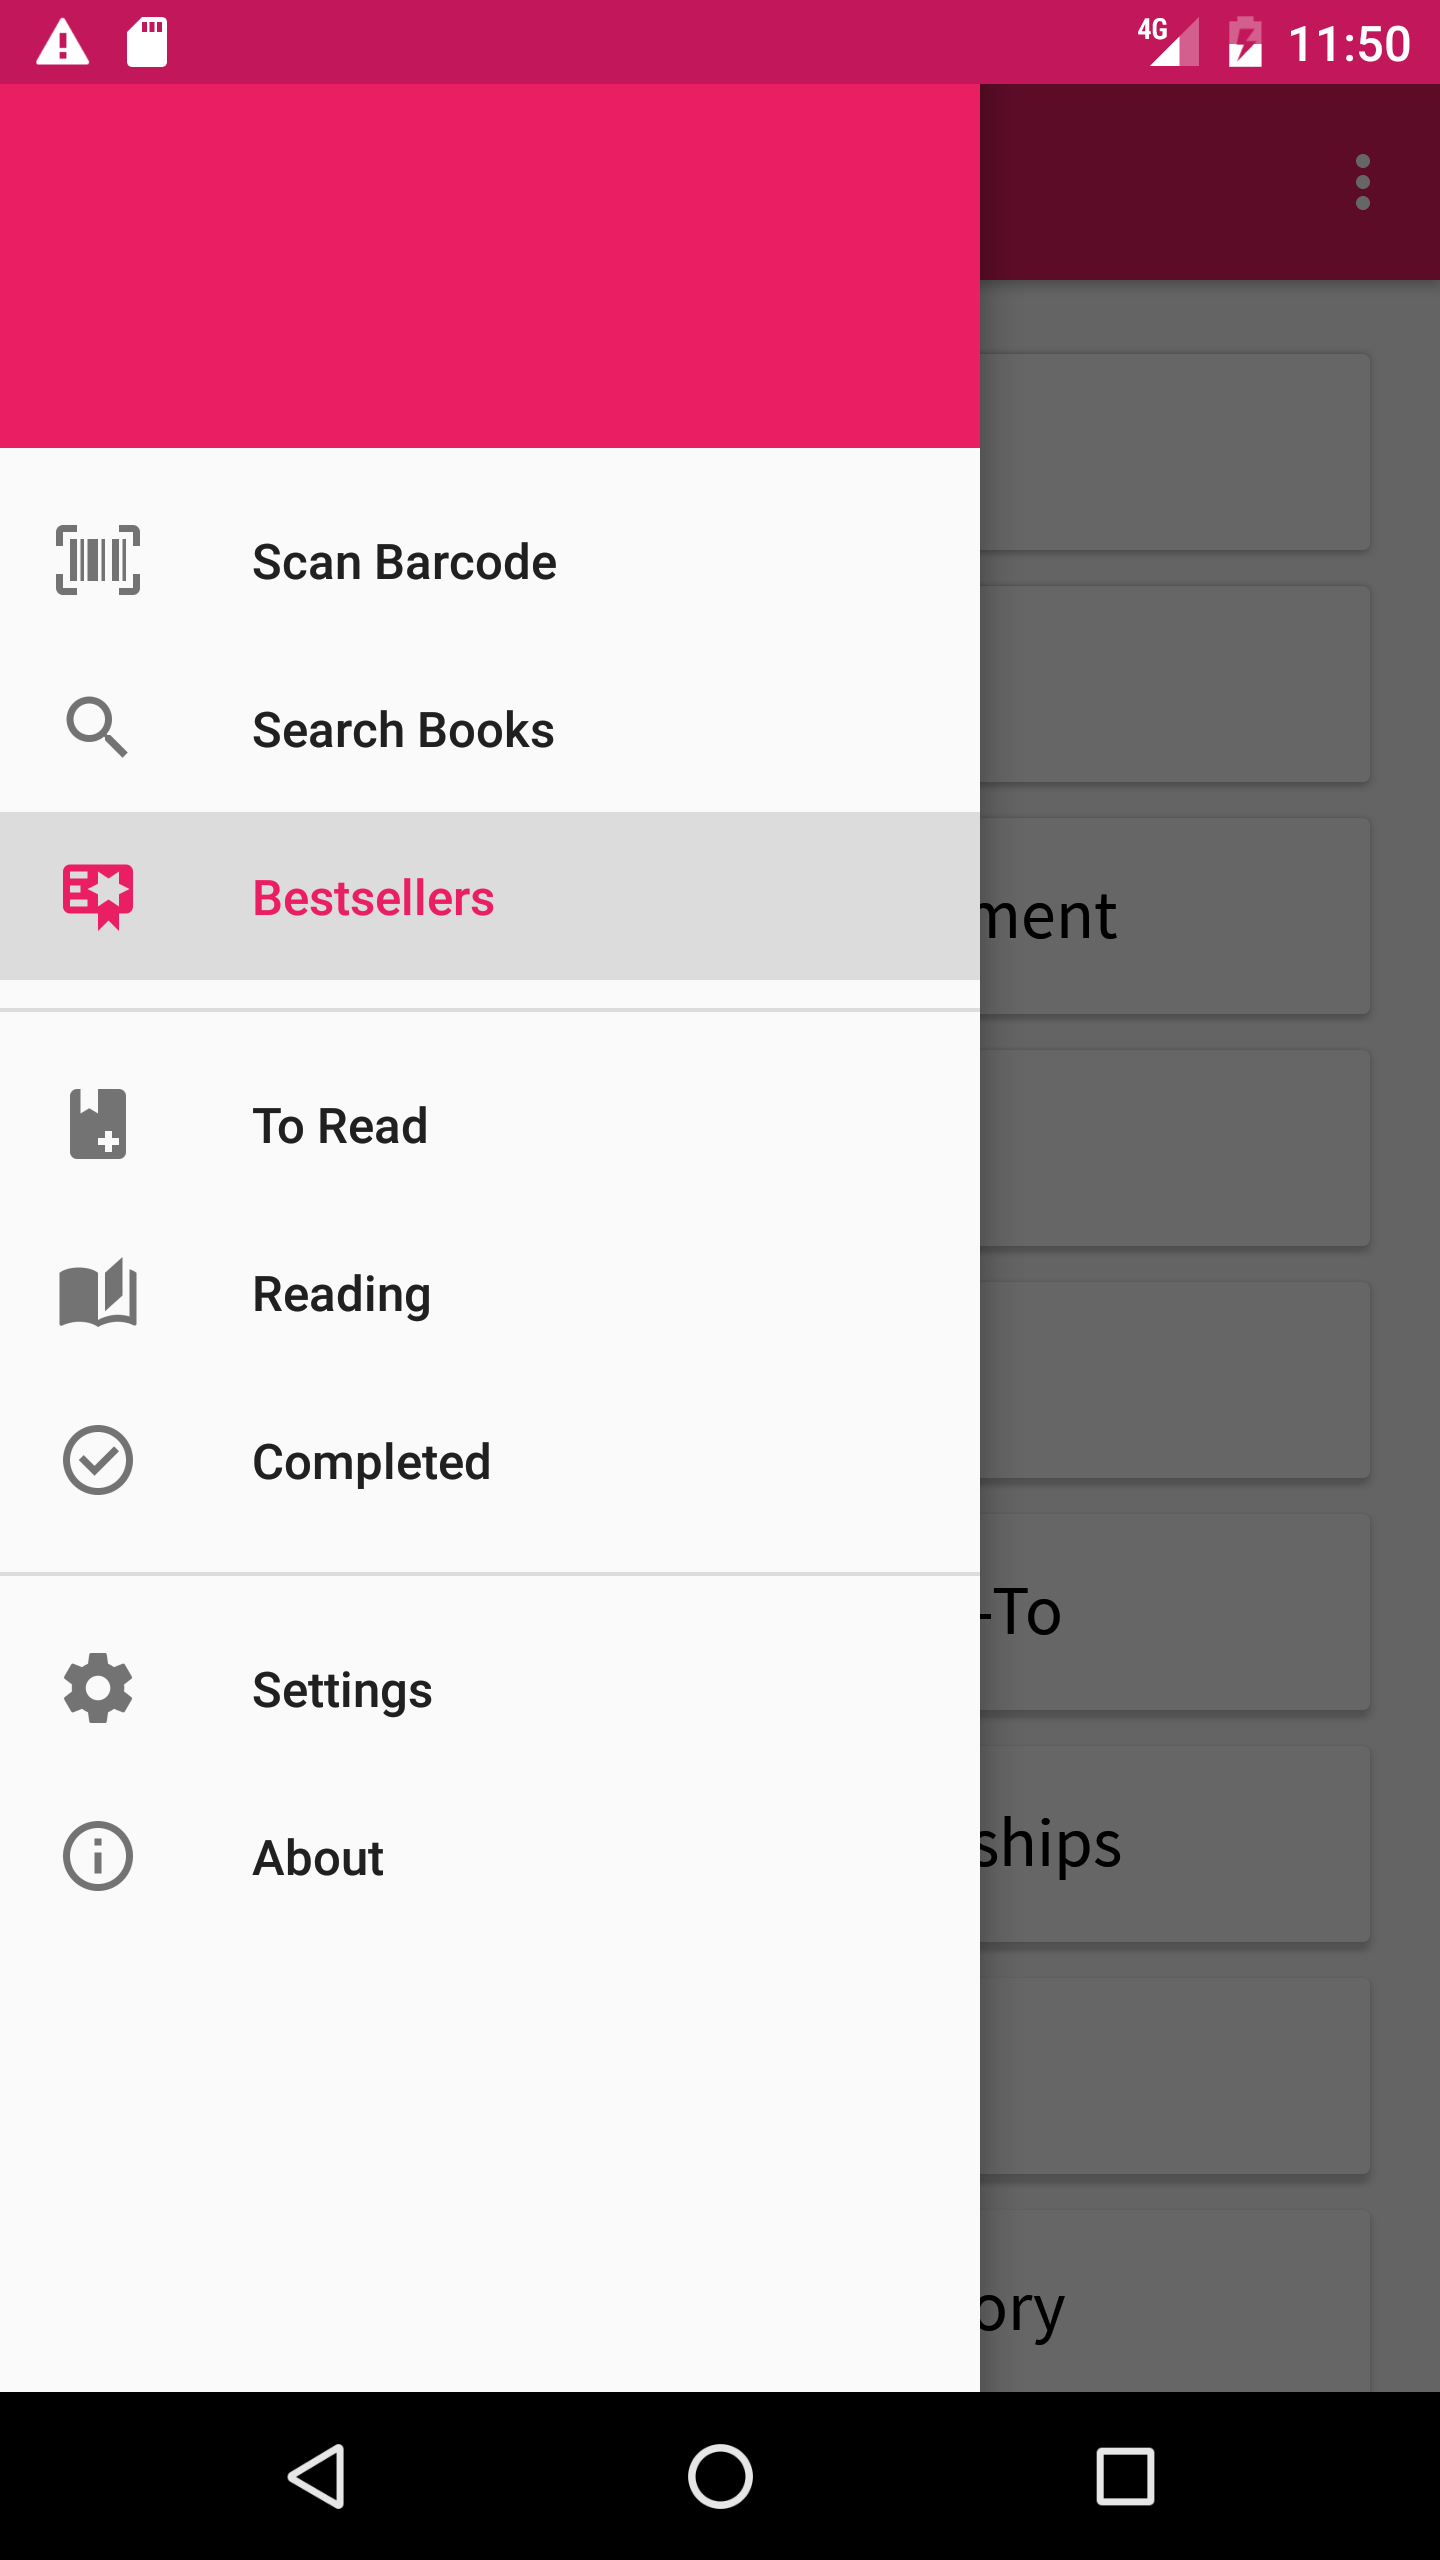 4G 11:50
Scan Barcode
Search Books
Bestsellers
ment
To Read
Reading
Completed
-To
Settings
ships
About
ory